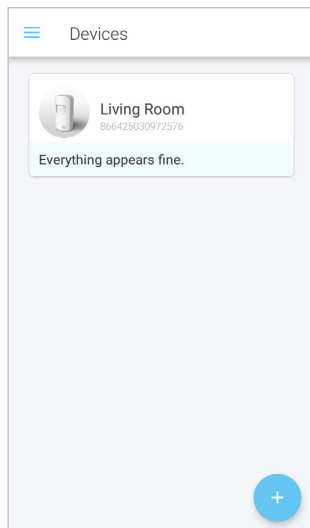 Devices
Living Room
866425030972576
Everything appears fine.
+